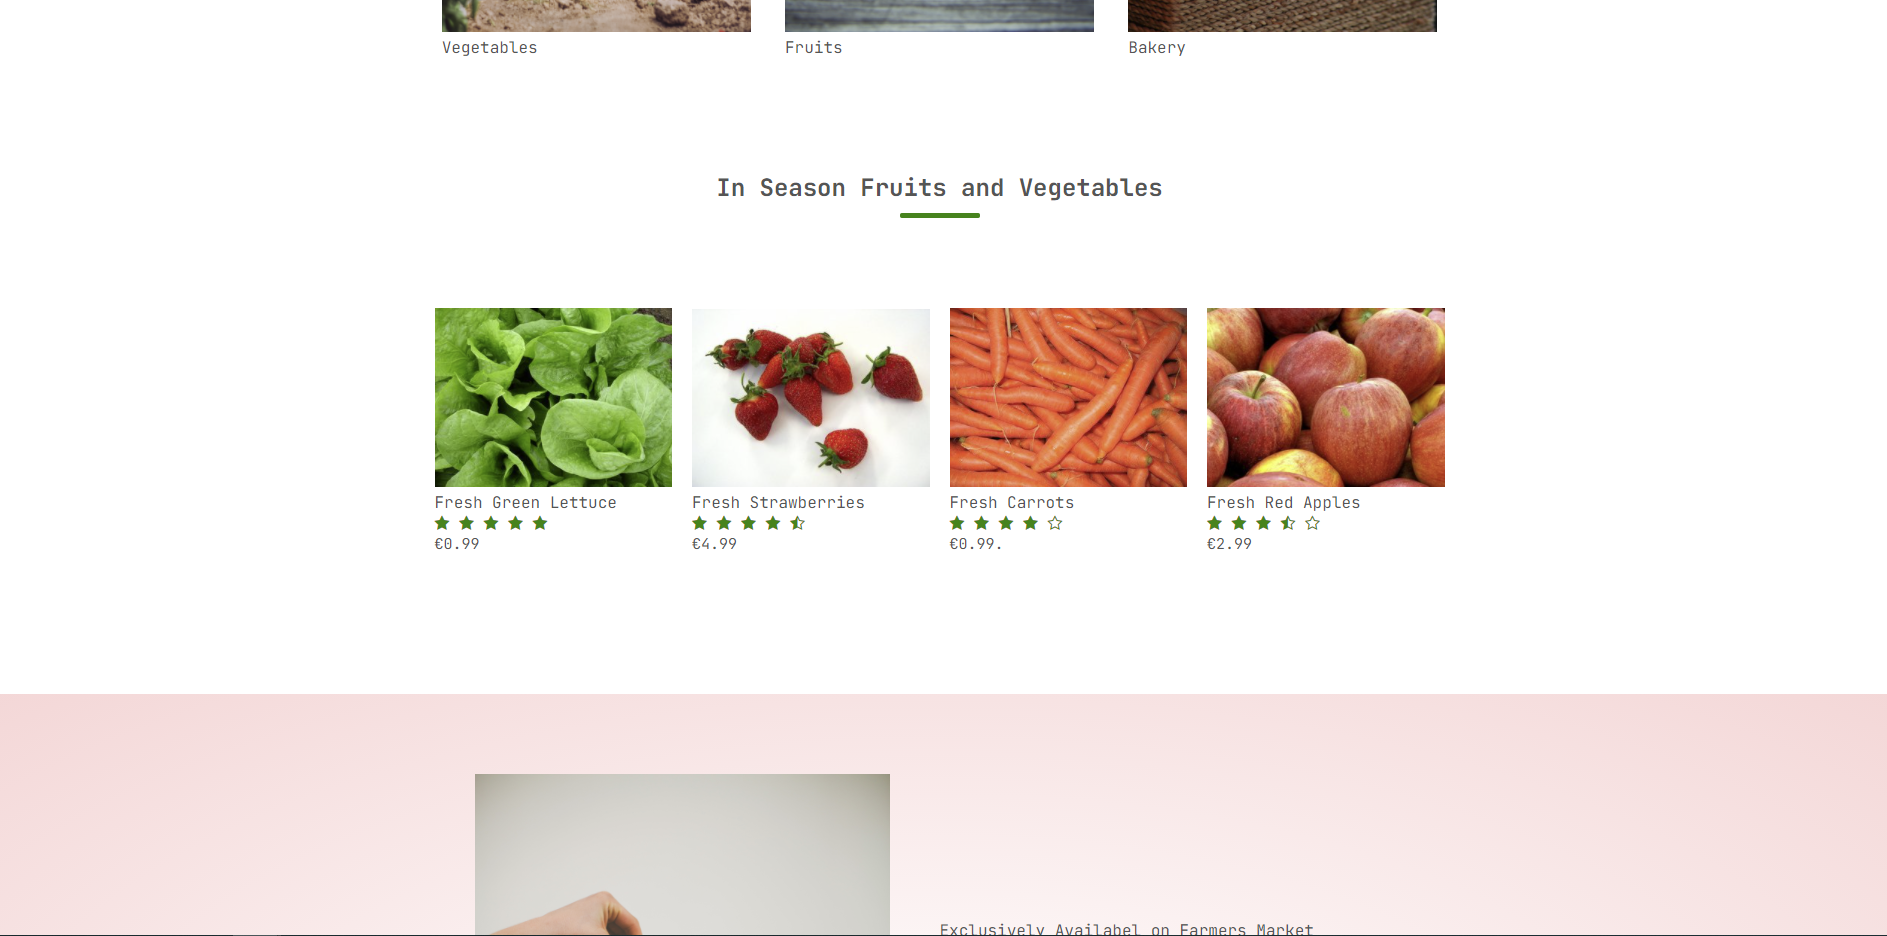 Vegetables Fruits Bakery
In Season Fruits and Vegetables
Fresh Green Lettuce Fresh Strawberries Fresh Carrots Fresh Red Apples
€0.99 €4.99 €0.99. €2.99
Exclusively Availabel on Farmers Market